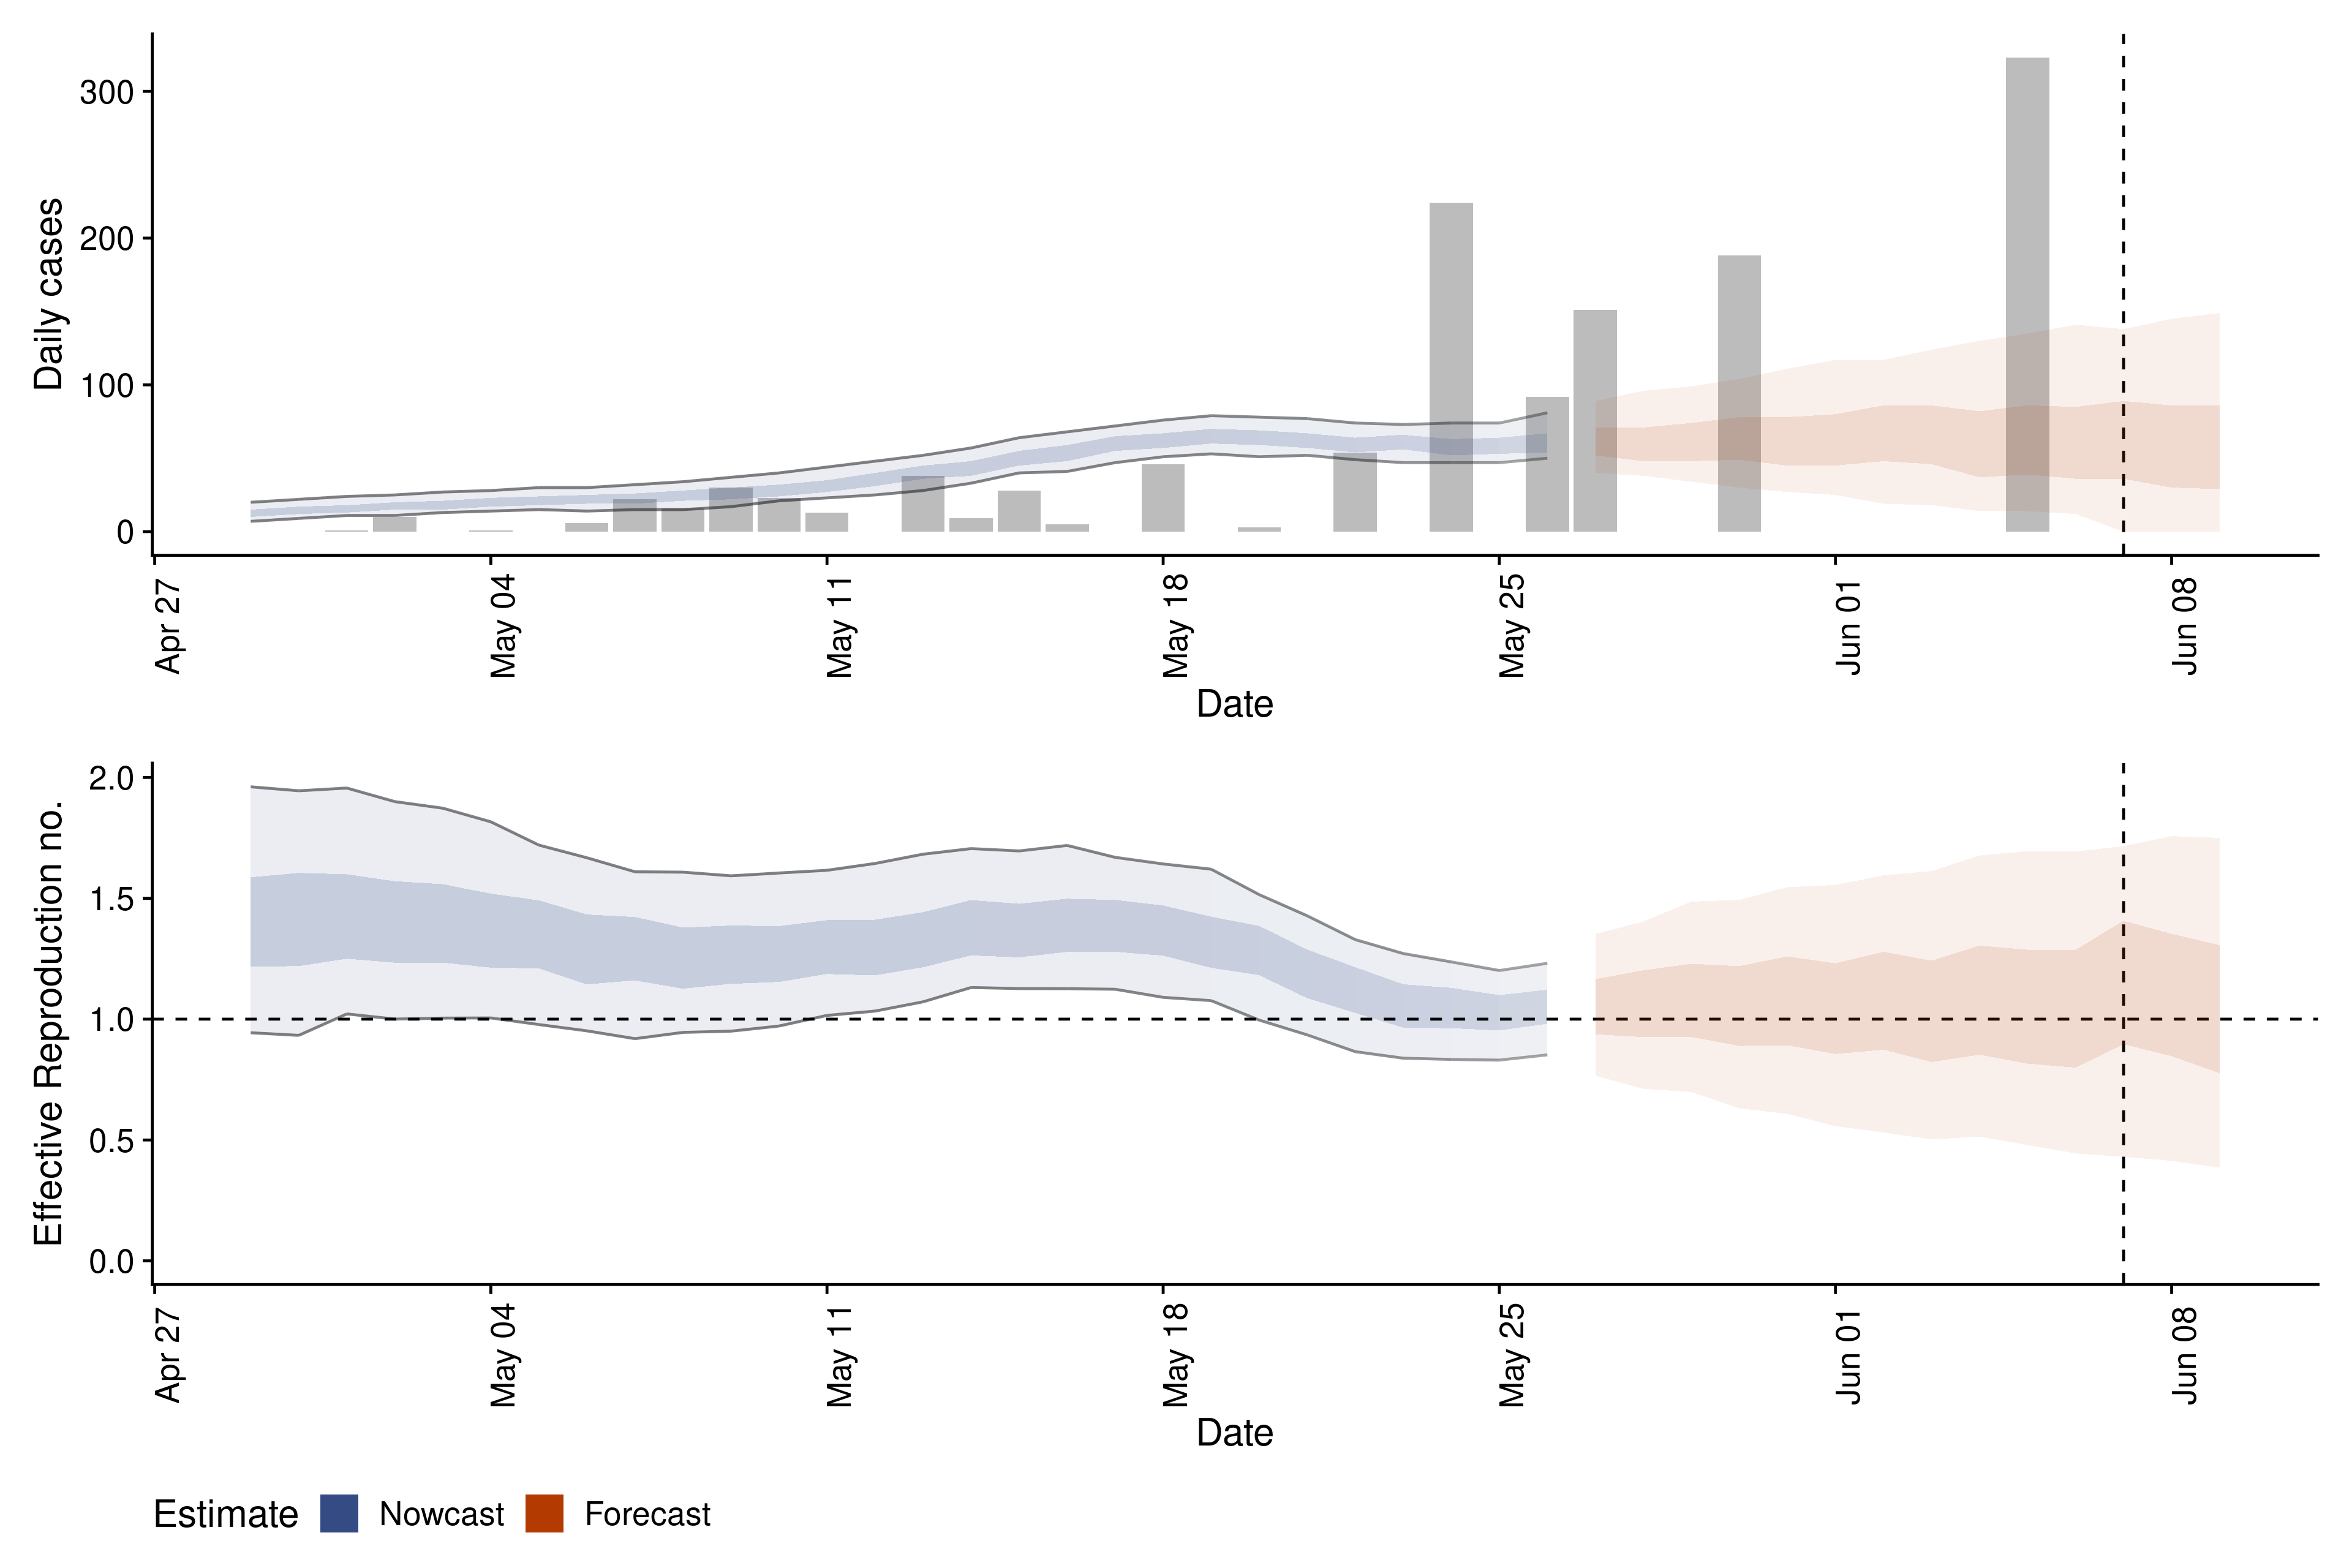 Daily cases
300
200
100
0
Apr 27
May 04
May 11
May 18
May 25
Jun 01
Jun 08
Date
Effective Reproduction no.
2.0
1.5
1.0
0.5
0.0
Apr 27
May 04
May 11
May 18
May 25
Jun 01
Jun 08
Date
Estimate Nowcast Forecast